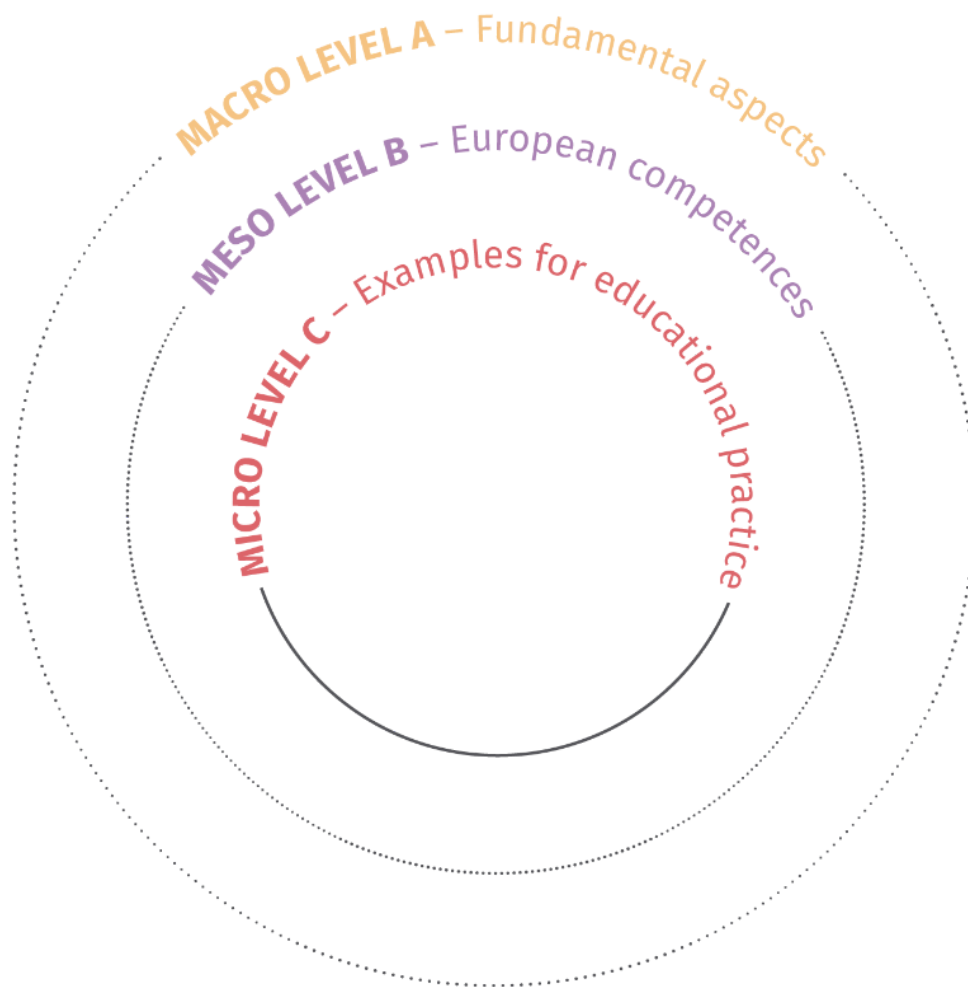 MACRO LEVEL A – Fundamental aspects
MESO LEVEL B – European competences
MICRO LEVEL C – Examples for educational practice